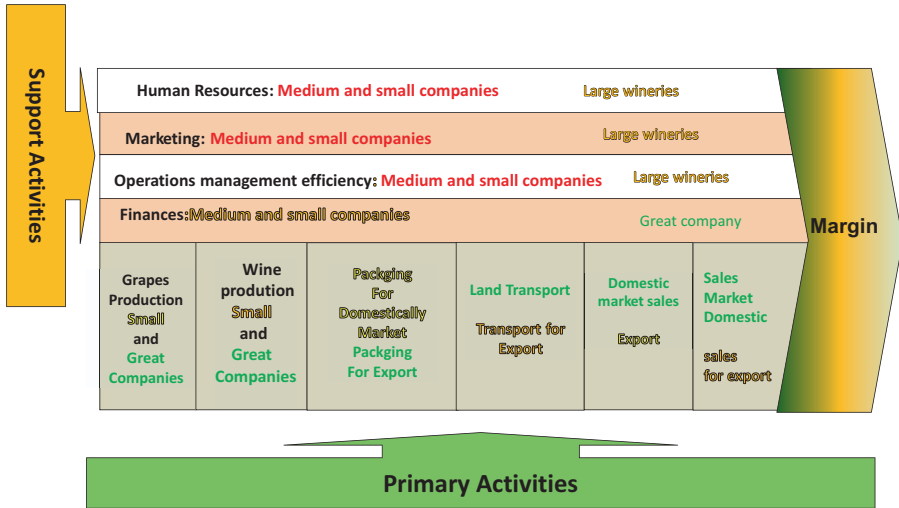 Support Activities
Human Resources: Medium and small companies Large wineries
Marketing: Medium and small companies Large wineries
Operations management efficiency: Medium and small companies Large wineries
Finances:Medium and small companies Great company
Margin
Grapes
Production
Small
and
Great
Companies
Wine
prodution
Small
and
Great
Companies
Packging
For
Domestically
Market
Packging
For Export
Land Transport
Transport for
Export
Domestic
market sales
Export
Sales
Market
Domestic
sales
for export
Primary Activities